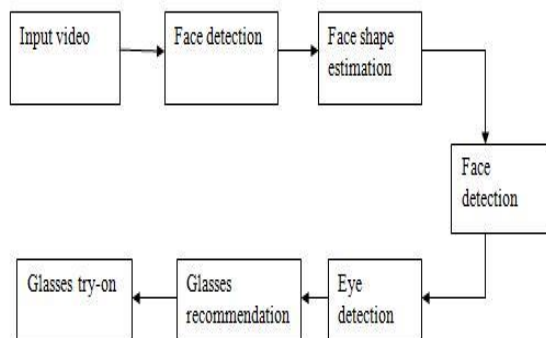 Input video
Face detection
Face shape
estimation
Face
detection
Eye
detection
Glasses
recommendation
Glasses try-on